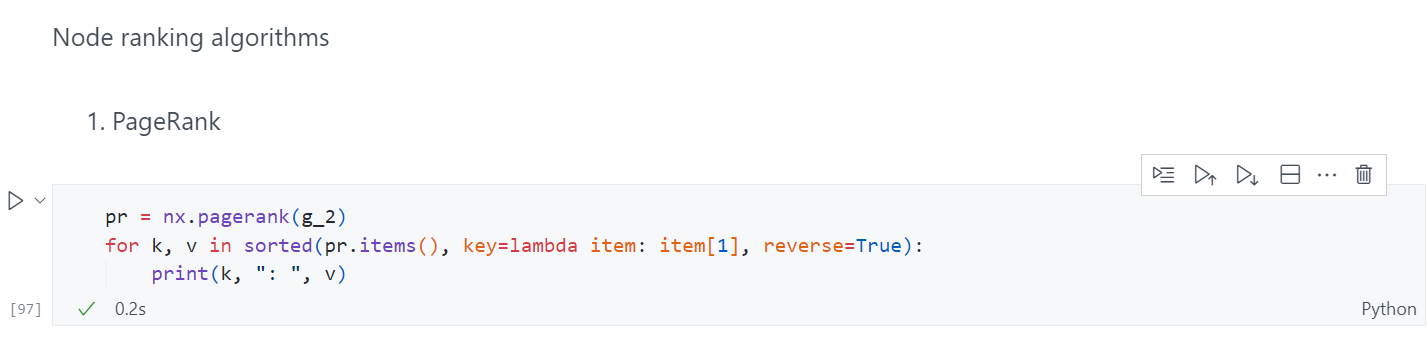 Node ranking algorithms
1. PageRank
pr = nx.pagerank(g_2)
for k, v in sorted(pr.items(), key=lambda item: item[1], reverse=True):
    print(k, ": ", v)
[97]
0.2s
Python